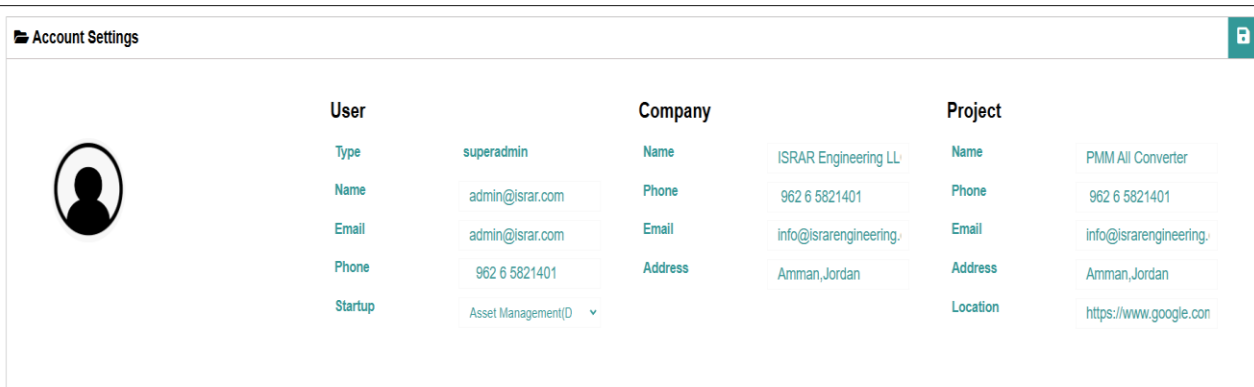 Account Settings
User Company Project
Type superadmin Name ISRAR Engineering LL Name PMM All Converter
Name admin@israr.com Phone 962 6 5821401 Phone 962 6 5821401
Email admin@israr.com Email info@israrengineering. Email info@israrengineering.
Phone 962 6 5821401 Address Amman,Jordan Address Amman,Jordan
Startup Asset Management(D Location https://www.google.con